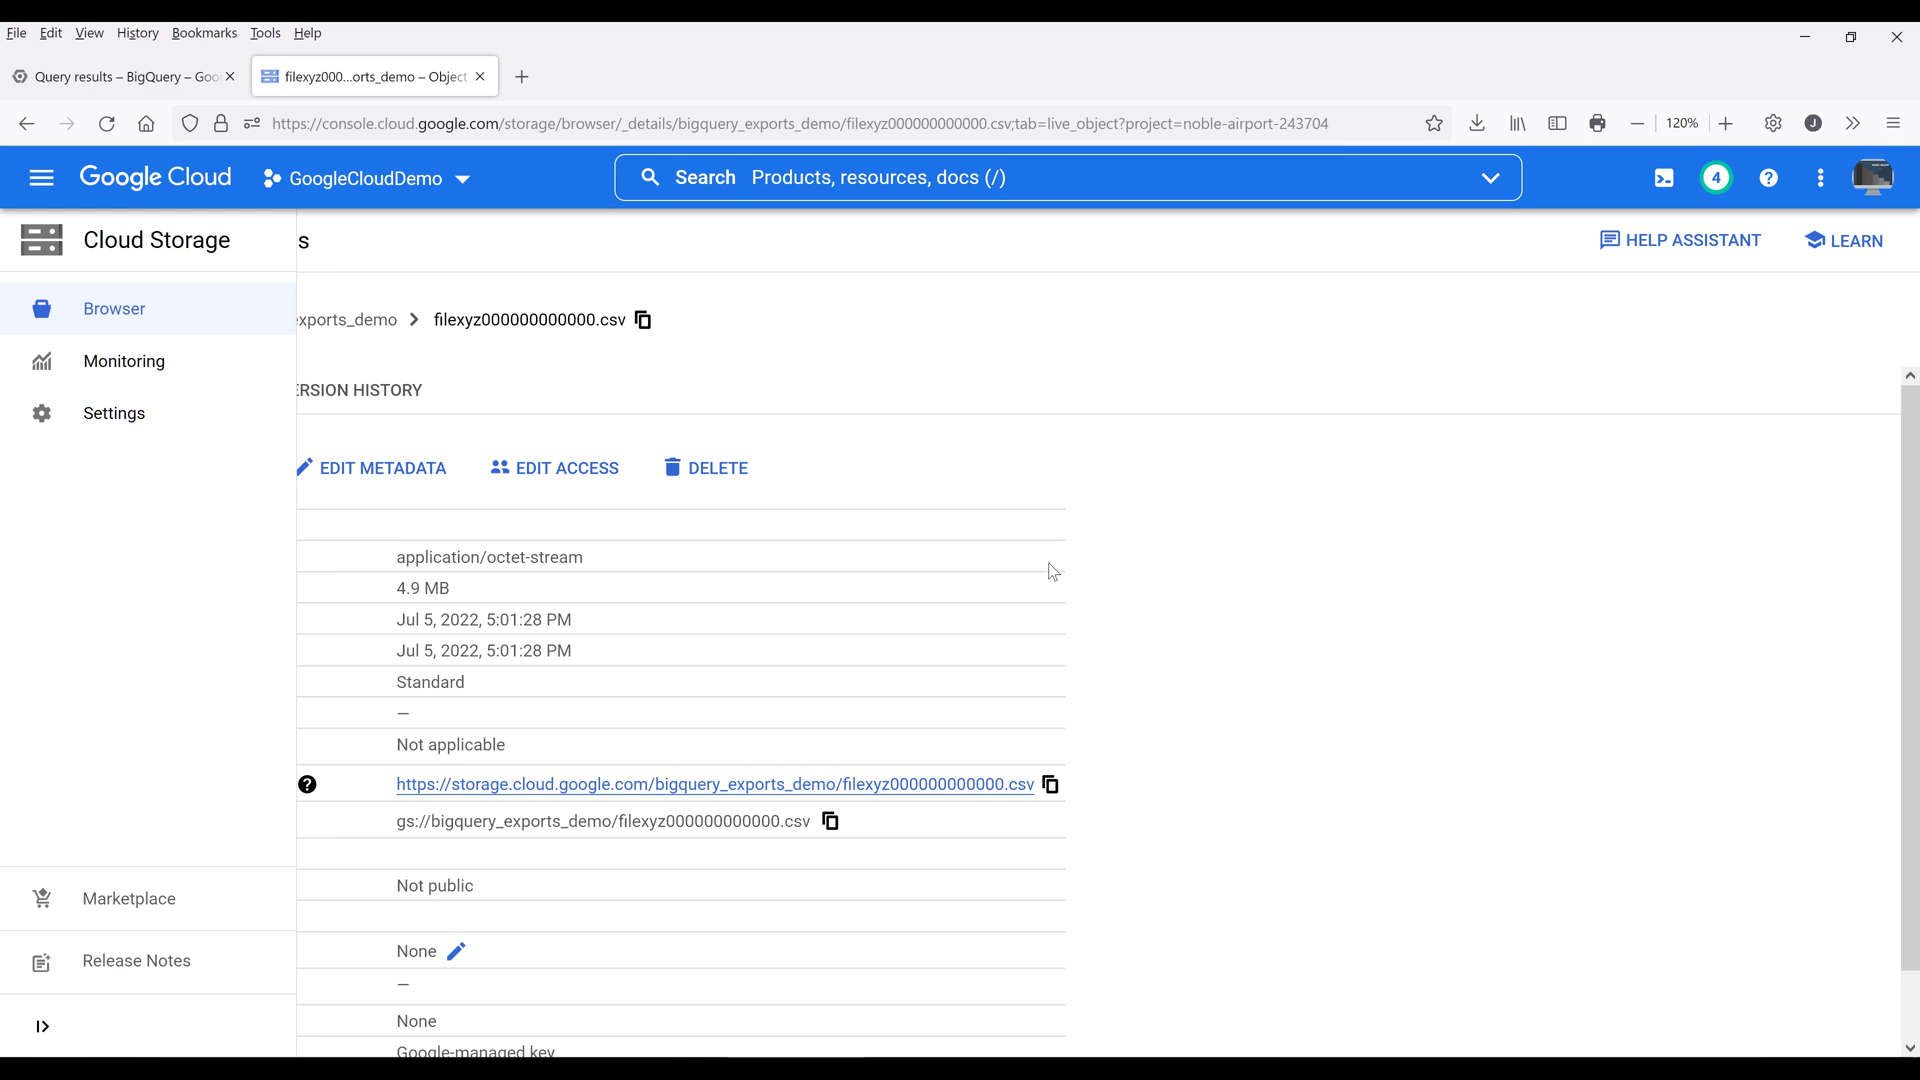 File Edit View History Bookmarks Tools Help
Query results – BigQuery – Goo
filexyz000...orts_demo – Object
https://console.cloud.google.com/storage/browser/_details/bigquery_exports_demo/filexyz000000000000.csv;tab=live_object?project=noble-airport-243704
120%
J
Google Cloud
GoogleCloudDemo
Search Products, resources, docs (/)
4
Cloud Storage
s
HELP ASSISTANT
LEARN
Browser
Monitoring
Settings
xports_demo
filexyz000000000000.csv
ERSION HISTORY
EDIT METADATA
EDIT ACCESS
DELETE
application/octet-stream
4.9 MB
Jul 5, 2022, 5:01:28 PM
Jul 5, 2022, 5:01:28 PM
Standard
—
Not applicable
https://storage.cloud.google.com/bigquery_exports_demo/filexyz000000000000.csv
gs://bigquery_exports_demo/filexyz000000000000.csv
Not public
None
—
None
Google-managed key
Marketplace
Release Notes